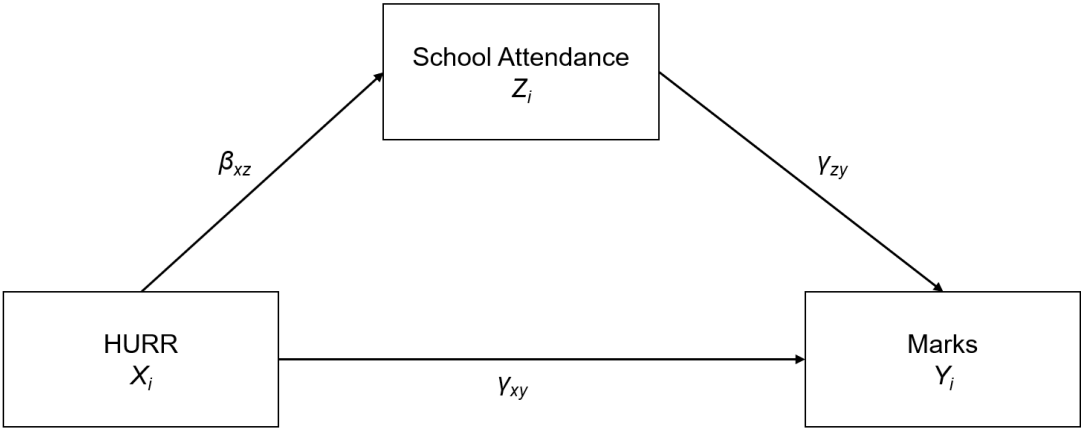 School Attendance
Zᵢ
βxz
γzy
HURR
Xᵢ
γxy
Marks
Yᵢ